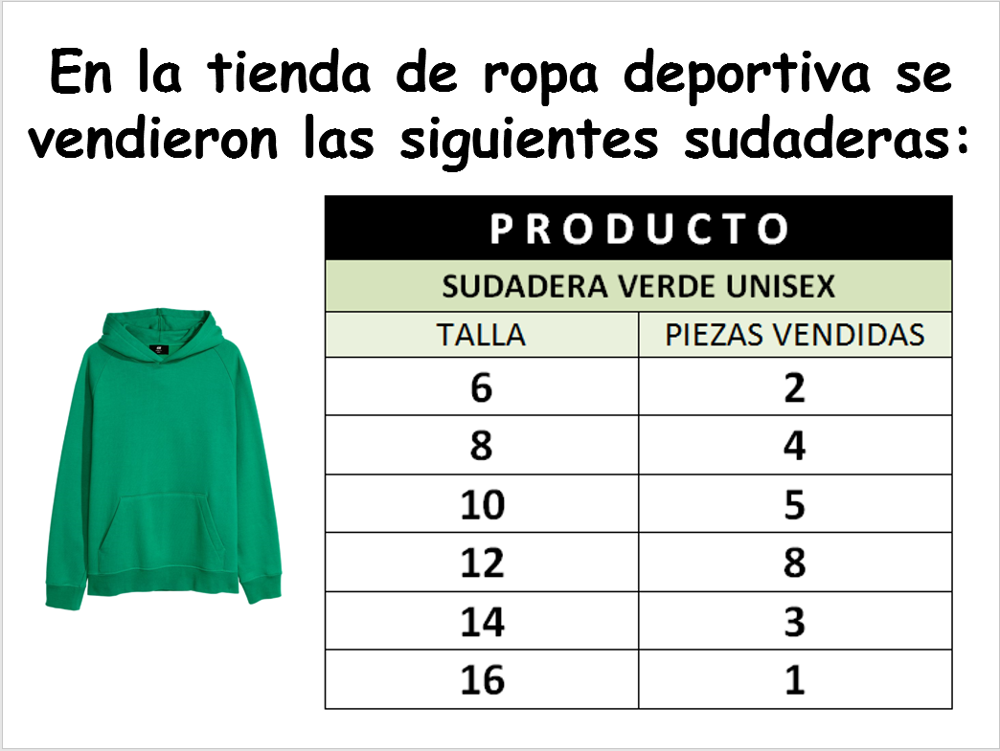 En la tienda de ropa deportiva se
vendieron las siguientes sudaderas:
PRODUCTO
SUDADERA VERDE UNISEX
TALLA PIEZAS VENDIDAS
6 2
8 4
10 5
12 8
14 3
16 1